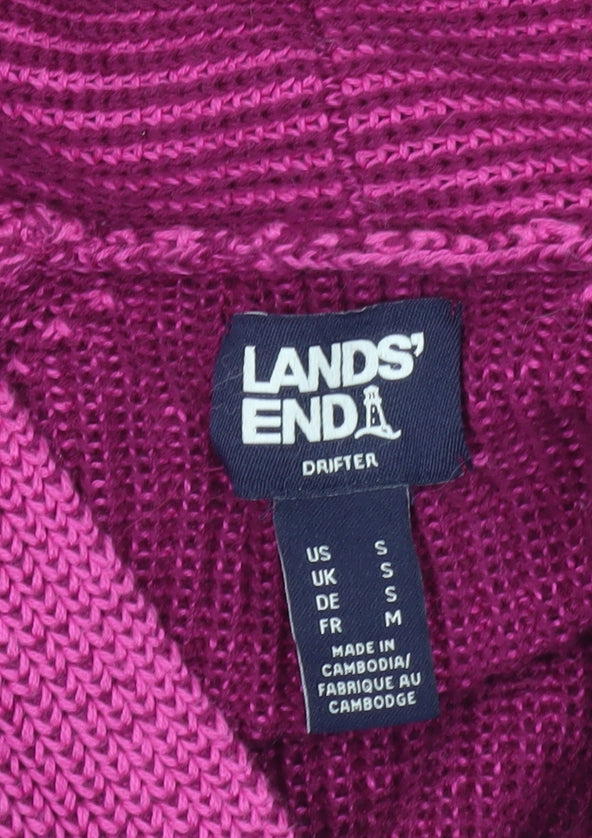 LANDS'
END
DRIFTER
US S
UK S
DE S
FR M
MADE IN
CAMBODIA/
FABRIQUE AU
CAMBODGE